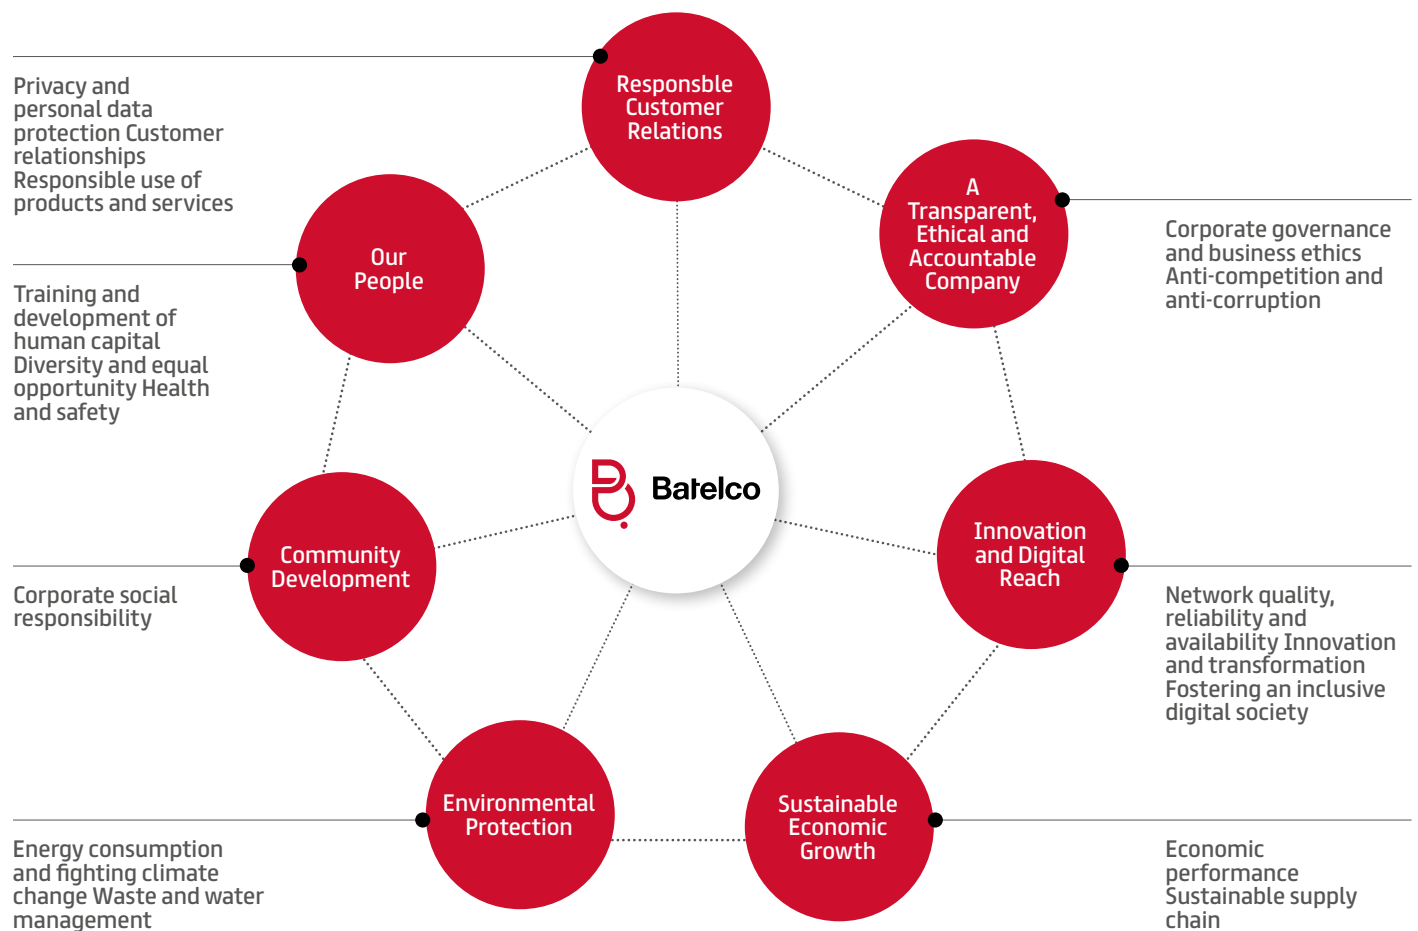 Responsble
Customer
Relations
Privacy and
personal data
protection Customer
relationships
Responsible use of
products and services
A
Transparent,
Ethical and
Accountable
Company
Corporate governance
and business ethics
Anti-competition and
anti-corruption
Our
People
Training and
development of
human capital
Diversity and equal
opportunity Health
and safety
Batelco
Innovation
and Digital
Reach
Network quality,
reliability and
availability Innovation
and transformation
Fostering an inclusive
digital society
Community
Development
Corporate social
responsibility
Environmental
Protection
Energy consumption
and fighting climate
change Waste and water
management
Sustainable
Economic
Growth
Economic
performance
Sustainable supply
chain